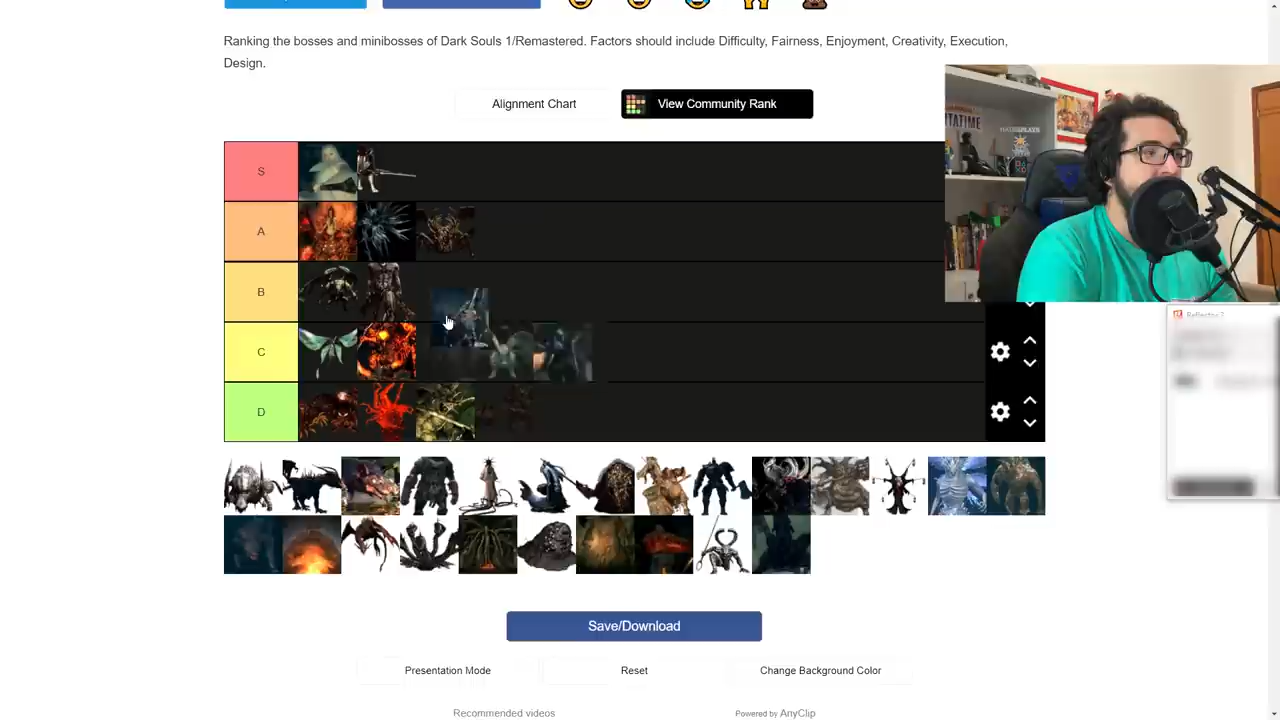 Ranking the bosses and minibosses of Dark Souls 1/Remastered. Factors should include Difficulty, Fairness, Enjoyment, Creativity, Execution,
Design.
Alignment Chart
View Community Rank
S
A
B
C
D
Save/Download
Presentation Mode
Reset
Change Background Color
Recommended videos
Powered by AnyClip